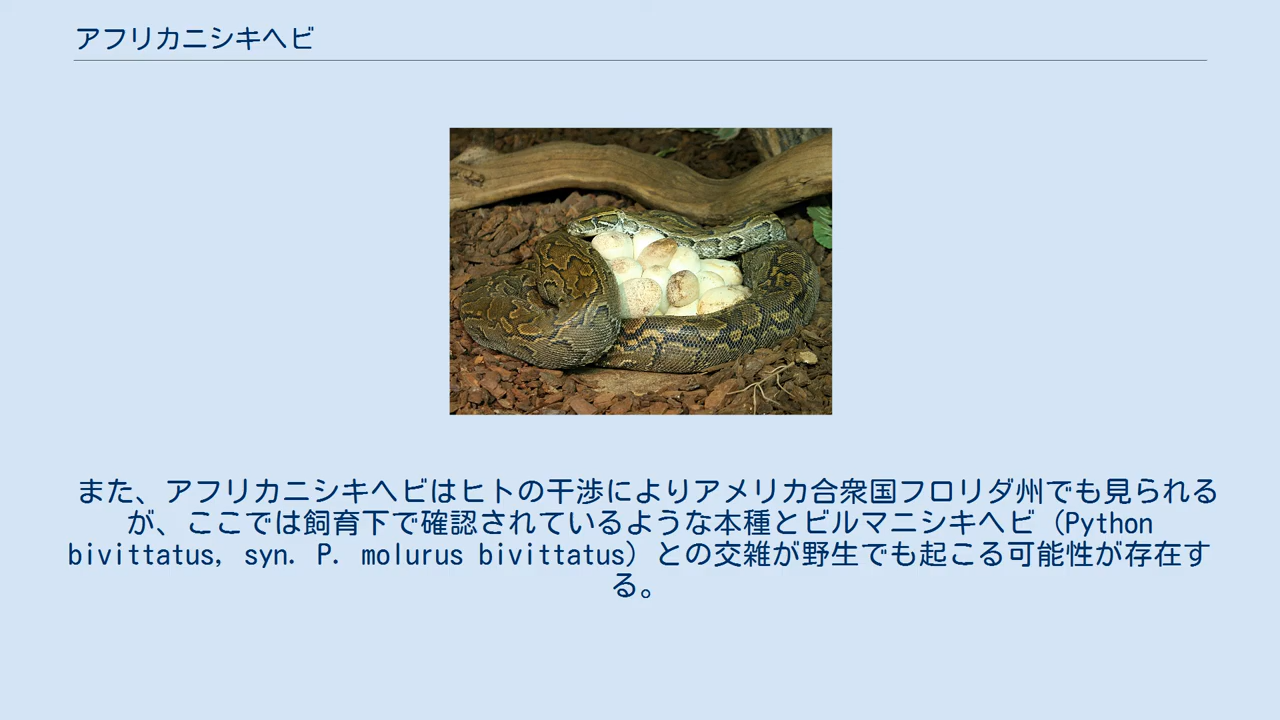 アフリカニシキヘビ
また、アフリカニシキヘビはヒトの干渉によりアメリカ合衆国フロリダ州でも見られる
が、ここでは飼育下で確認されているような本種とビルマニシキヘビ（Python
bivittatus, syn. P. molurus bivittatus）との交雑が野生でも起こる可能性が存在す
る。